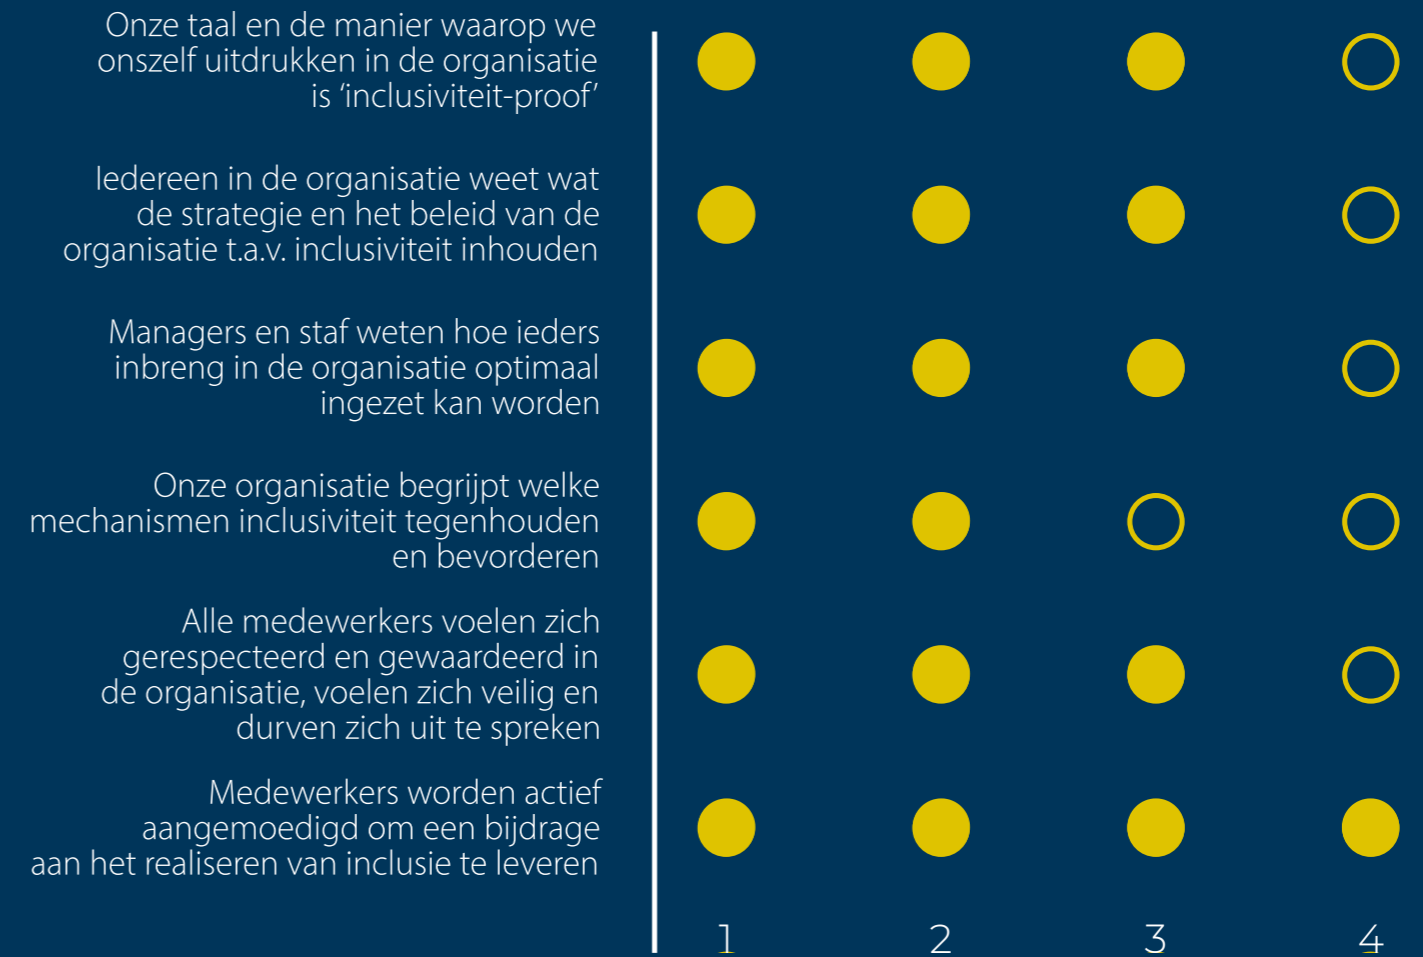 Onze taal en de manier waarop we
onszelf uitdrukken in de organisatie
is ‘inclusiviteit-proof’
Iedereen in de organisatie weet wat
de strategie en het beleid van de
organisatie t.a.v. inclusiviteit inhouden
Managers en staf weten hoe ieders
inbreng in de organisatie optimaal
ingezet kan worden
Onze organisatie begrijpt welke
mechanismen inclusiviteit tegenhouden
en bevorderen
Alle medewerkers voelen zich
gerespecteerd en gewaardeerd in
de organisatie, voelen zich veilig en
durven zich uit te spreken
Medewerkers worden actief
aangemoedigd om een bijdrage
aan het realiseren van inclusie te leveren
1 2 3 4